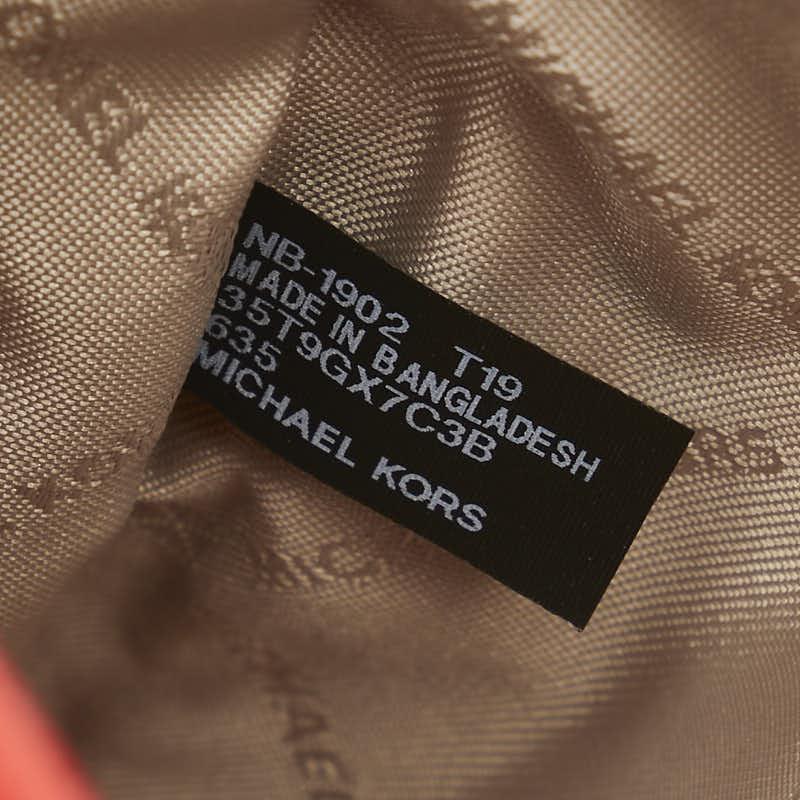 NB-1902 T19
MADE IN BANGLADESH
35T9GX7C3B
635
MICHAEL KORS